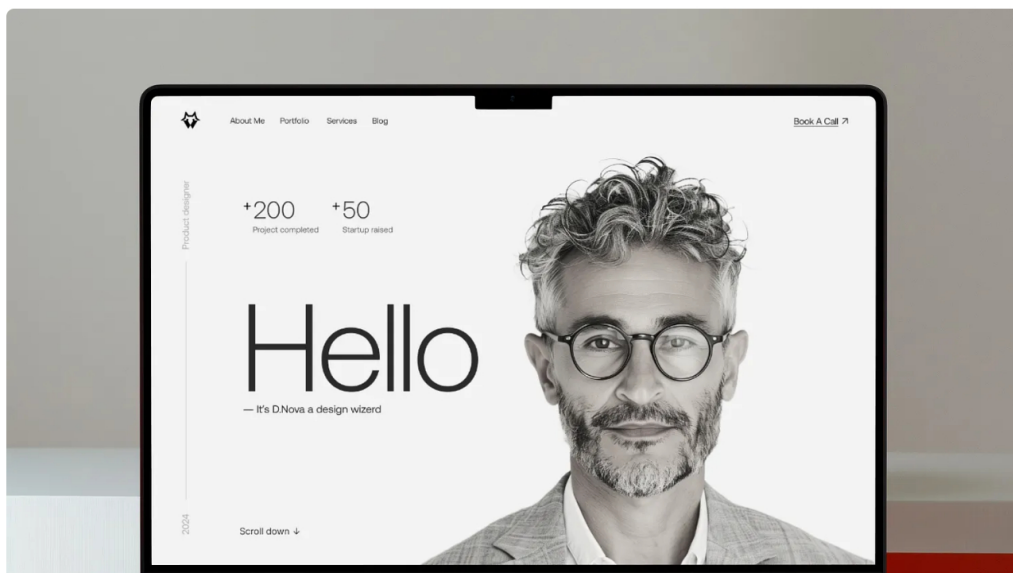 About Me Portfolio Services Blog
Book A Call ↗
Product designer
+200 +50
Project completed Startup raised
Hello
— It's D.Nova a design wizerd
2024
Scroll down ↓